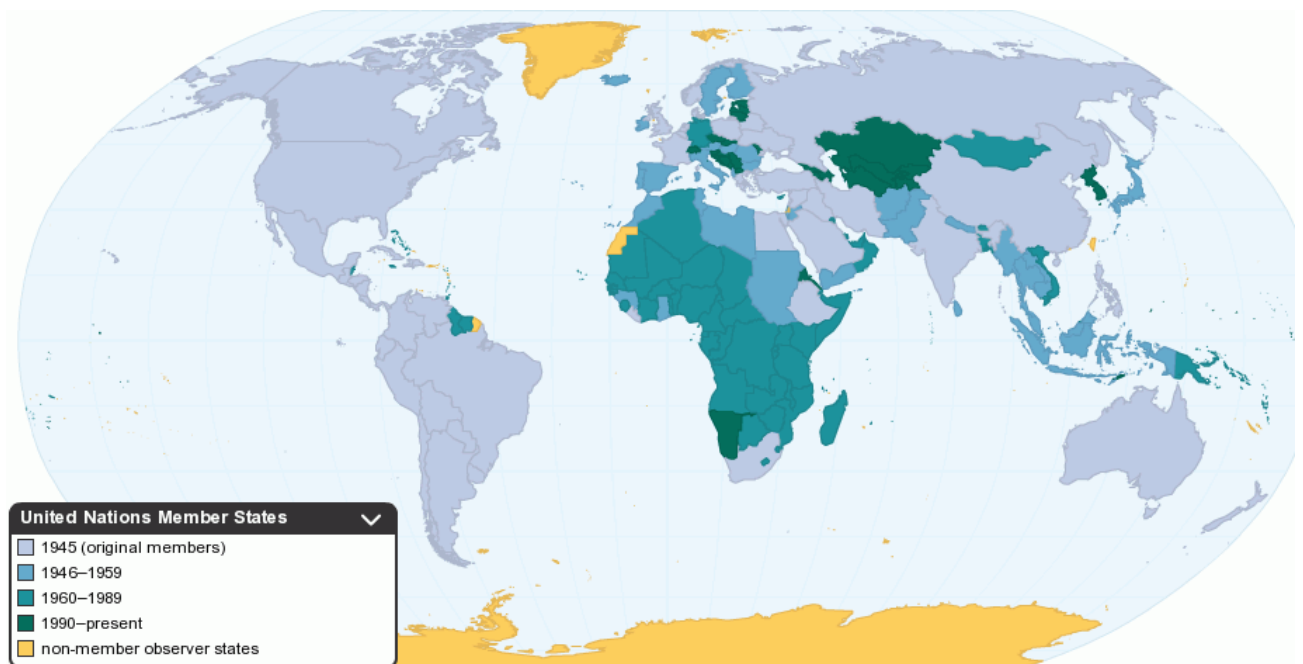 United Nations Member States
1945 (original members)
1946–1959
1960–1989
1990–present
non-member observer states